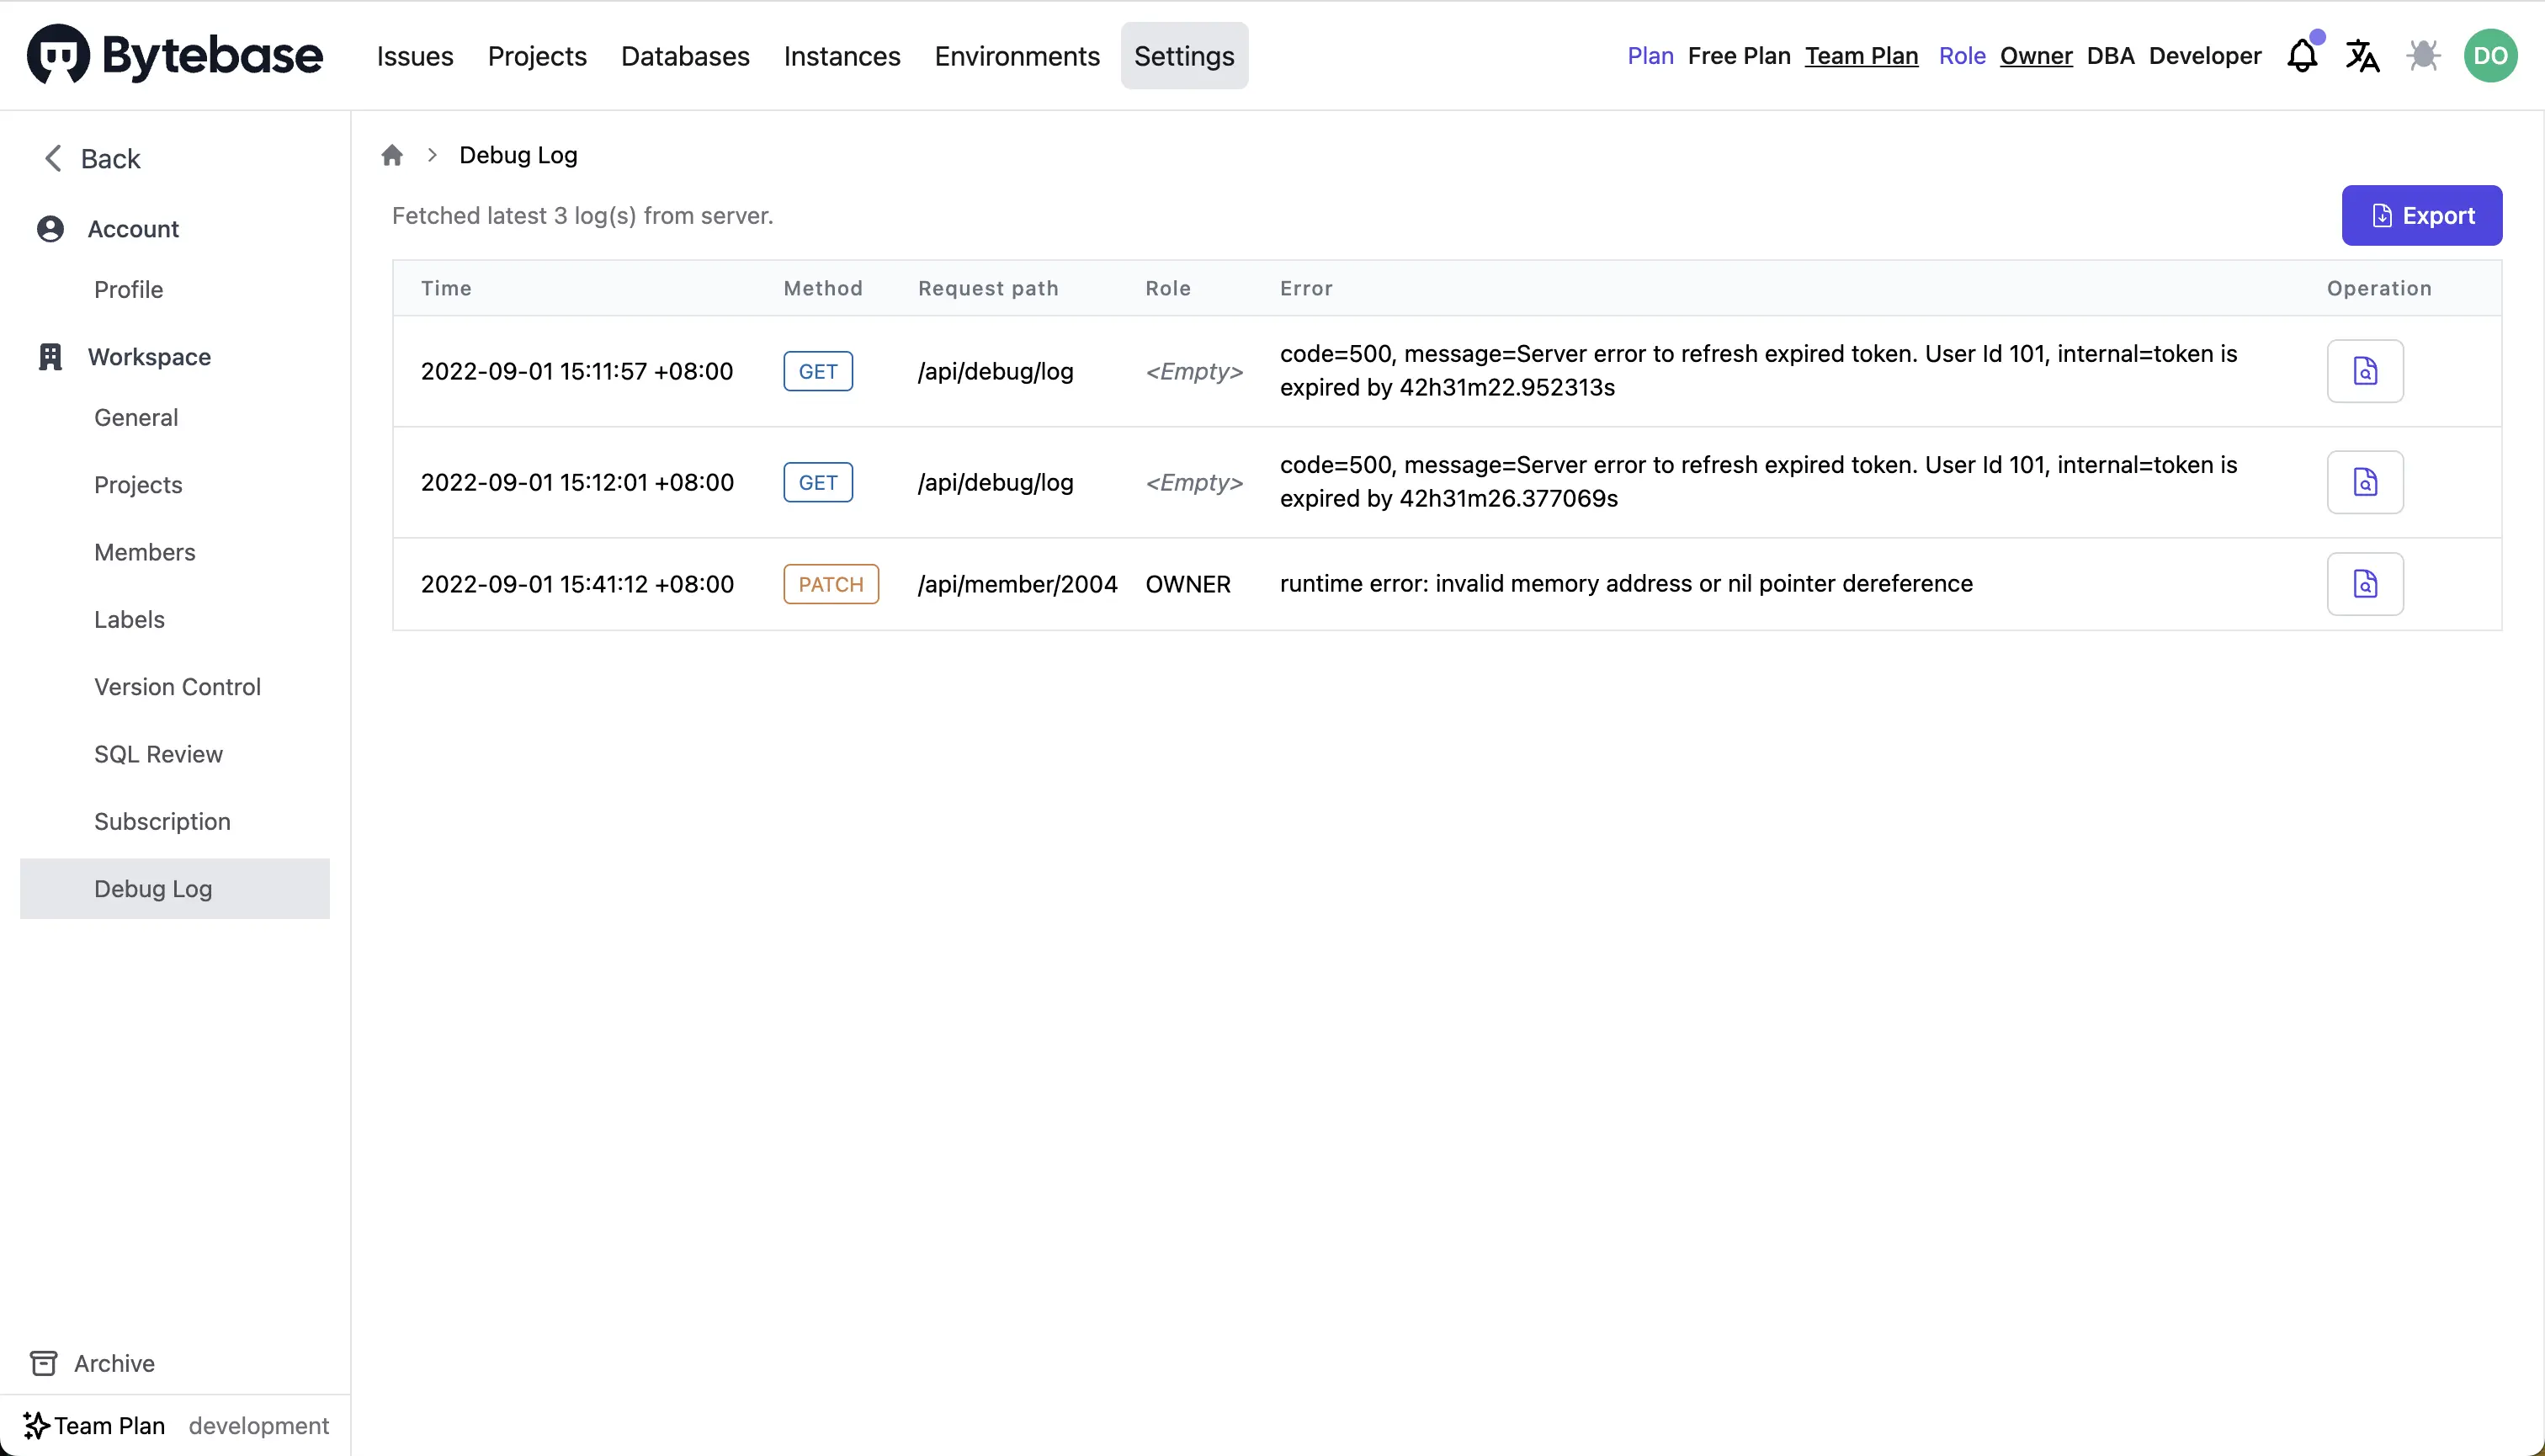 Bytebase Issues Projects Databases Instances Environments Settings Plan Free Plan Team Plan Role Owner DBA Developer DO
Back
Account
Profile
Workspace
General
Projects
Members
Labels
Version Control
SQL Review
Subscription
Debug Log
Archive
Team Plan development
Debug Log
Fetched latest 3 log(s) from server.
Export
Time Method Request path Role Error Operation
2022-09-01 15:11:57 +08:00 GET /api/debug/log <Empty> code=500, message=Server error to refresh expired token. User Id 101, internal=token is
expired by 42h31m22.952313s
2022-09-01 15:12:01 +08:00 GET /api/debug/log <Empty> code=500, message=Server error to refresh expired token. User Id 101, internal=token is
expired by 42h31m26.377069s
2022-09-01 15:41:12 +08:00 PATCH /api/member/2004 OWNER runtime error: invalid memory address or nil pointer dereference